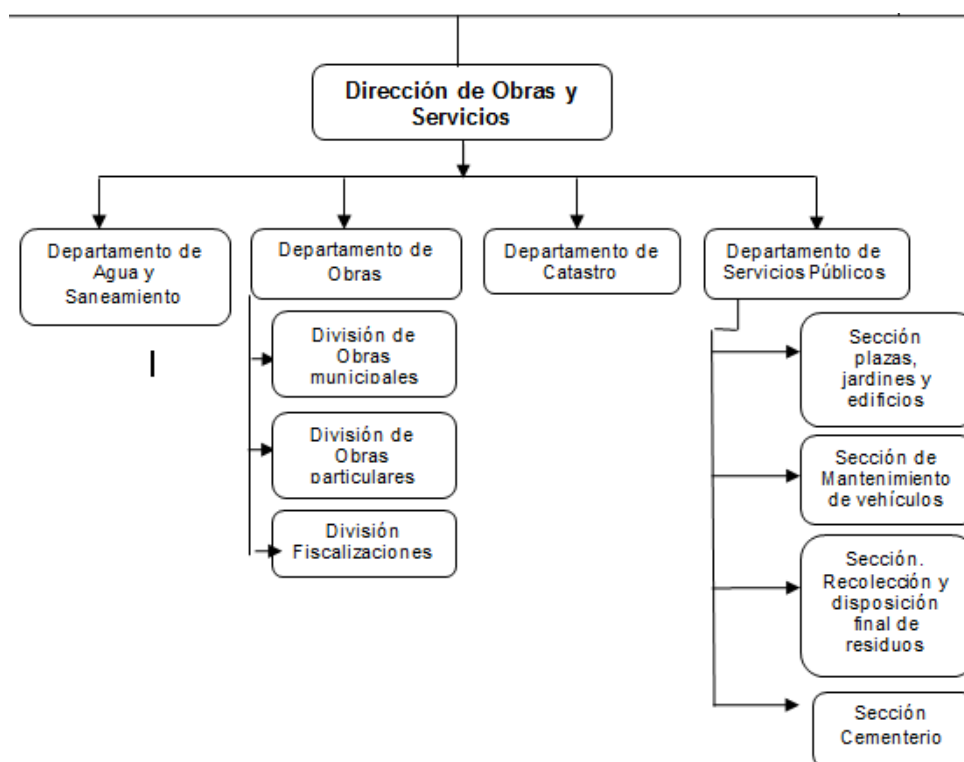 Dirección de Obras y
Servicios
Departamento de
Agua y
Saneamiento
Departamento de
Obras
Departamento de
Catastro
Departamento de
Servicios Públicos
División de
Obras
municipales
División de
Obras
particulares
División
Fiscalizaciones
Sección
plazas,
jardines y
edificios
Sección de
Mantenimiento
de vehículos
Sección.
Recolección y
disposición
final de
residuos
Sección
Cementerio